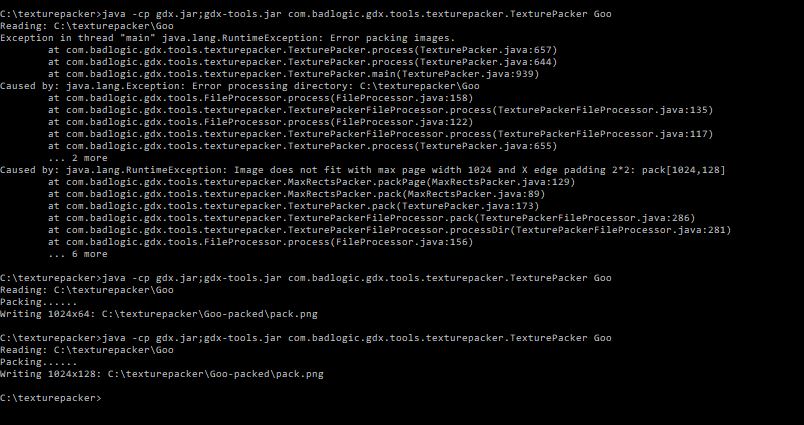 C:\texturepacker>java -cp gdx.jar;gdx-tools.jar com.badlogic.gdx.tools.texturepacker.TexturePacker Goo
Reading: C:\texturepacker\Goo
Exception in thread "main" java.lang.RuntimeException: Error packing images.
        at com.badlogic.gdx.tools.texturepacker.TexturePacker.process(TexturePacker.java:657)
        at com.badlogic.gdx.tools.texturepacker.TexturePacker.process(TexturePacker.java:644)
        at com.badlogic.gdx.tools.texturepacker.TexturePacker.main(TexturePacker.java:939)
Caused by: java.lang.Exception: Error processing directory: C:\texturepacker\Goo
        at com.badlogic.gdx.tools.FileProcessor.process(FileProcessor.java:158)
        at com.badlogic.gdx.tools.texturepacker.TexturePackerFileProcessor.process(TexturePackerFileProcessor.java:135)
        at com.badlogic.gdx.tools.FileProcessor.process(FileProcessor.java:122)
        at com.badlogic.gdx.tools.texturepacker.TexturePackerFileProcessor.process(TexturePackerFileProcessor.java:117)
        at com.badlogic.gdx.tools.texturepacker.TexturePacker.process(TexturePacker.java:655)
        ... 2 more
Caused by: java.lang.RuntimeException: Image does not fit with max page width 1024 and X edge padding 2*2: pack[1024,128]
        at com.badlogic.gdx.tools.texturepacker.MaxRectsPacker.packPage(MaxRectsPacker.java:129)
        at com.badlogic.gdx.tools.texturepacker.MaxRectsPacker.pack(MaxRectsPacker.java:89)
        at com.badlogic.gdx.tools.texturepacker.TexturePacker.pack(TexturePacker.java:173)
        at com.badlogic.gdx.tools.texturepacker.TexturePackerFileProcessor.pack(TexturePackerFileProcessor.java:286)
        at com.badlogic.gdx.tools.texturepacker.TexturePackerFileProcessor.processDir(TexturePackerFileProcessor.java:281)
        at com.badlogic.gdx.tools.FileProcessor.process(FileProcessor.java:156)
        ... 6 more
C:\texturepacker>java -cp gdx.jar;gdx-tools.jar com.badlogic.gdx.tools.texturepacker.TexturePacker Goo
Reading: C:\texturepacker\Goo
Packing......
Writing 1024x64: C:\texturepacker\Goo-packed\pack.png
C:\texturepacker>java -cp gdx.jar;gdx-tools.jar com.badlogic.gdx.tools.texturepacker.TexturePacker Goo
Reading: C:\texturepacker\Goo
Packing......
Writing 1024x128: C:\texturepacker\Goo-packed\pack.png
C:\texturepacker>